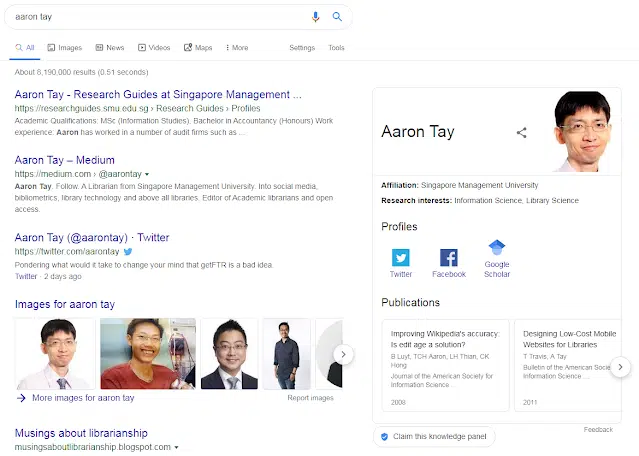 aaron tay
All
Images
News
Videos
Maps
More
Settings
Tools
About 8,190,000 results (0.51 seconds)
Aaron Tay - Research Guides at Singapore Management ...
https://researchguides.smu.edu.sg › Research Guides › Profiles
Academic Qualifications: MSc (Information Studies), Bachelor in Accountancy (Honours) Work
experience: Aaron has worked in a number of audit firms such as ...
Aaron Tay – Medium
https://medium.com › @aarontay
Aaron Tay. Follow. A Librarian from Singapore Management University. Into social media,
bibliometrics, library technology and above all libraries. Editor of Academic librarians and open
access.
Aaron Tay (@aarontay) · Twitter
https://twitter.com/aarontay
Pondering what would it take to change your mind that getFTR is a bad idea.
Twitter · 2 days ago
Images for aaron tay
More images for aaron tay
Report images
Musings about librarianship
musingsaboutlibrarianship.blogspot.com
Aaron Tay
Affiliation: Singapore Management University
Research interests: Information Science, Library Science
Profiles
Twitter
Facebook
Google
Scholar
Publications
Improving Wikipedia's accuracy:
Is edit age a solution?
B Luyt, TCH Aaron, LH Thian, CK
Hong
Journal of the American Society for
Information Science ...
2008
Designing Low-Cost Mobile
Websites for Libraries
T Travis, A Tay
Bulletin of the American Socie
Information Science ...
2011
Feedback
Claim this knowledge panel